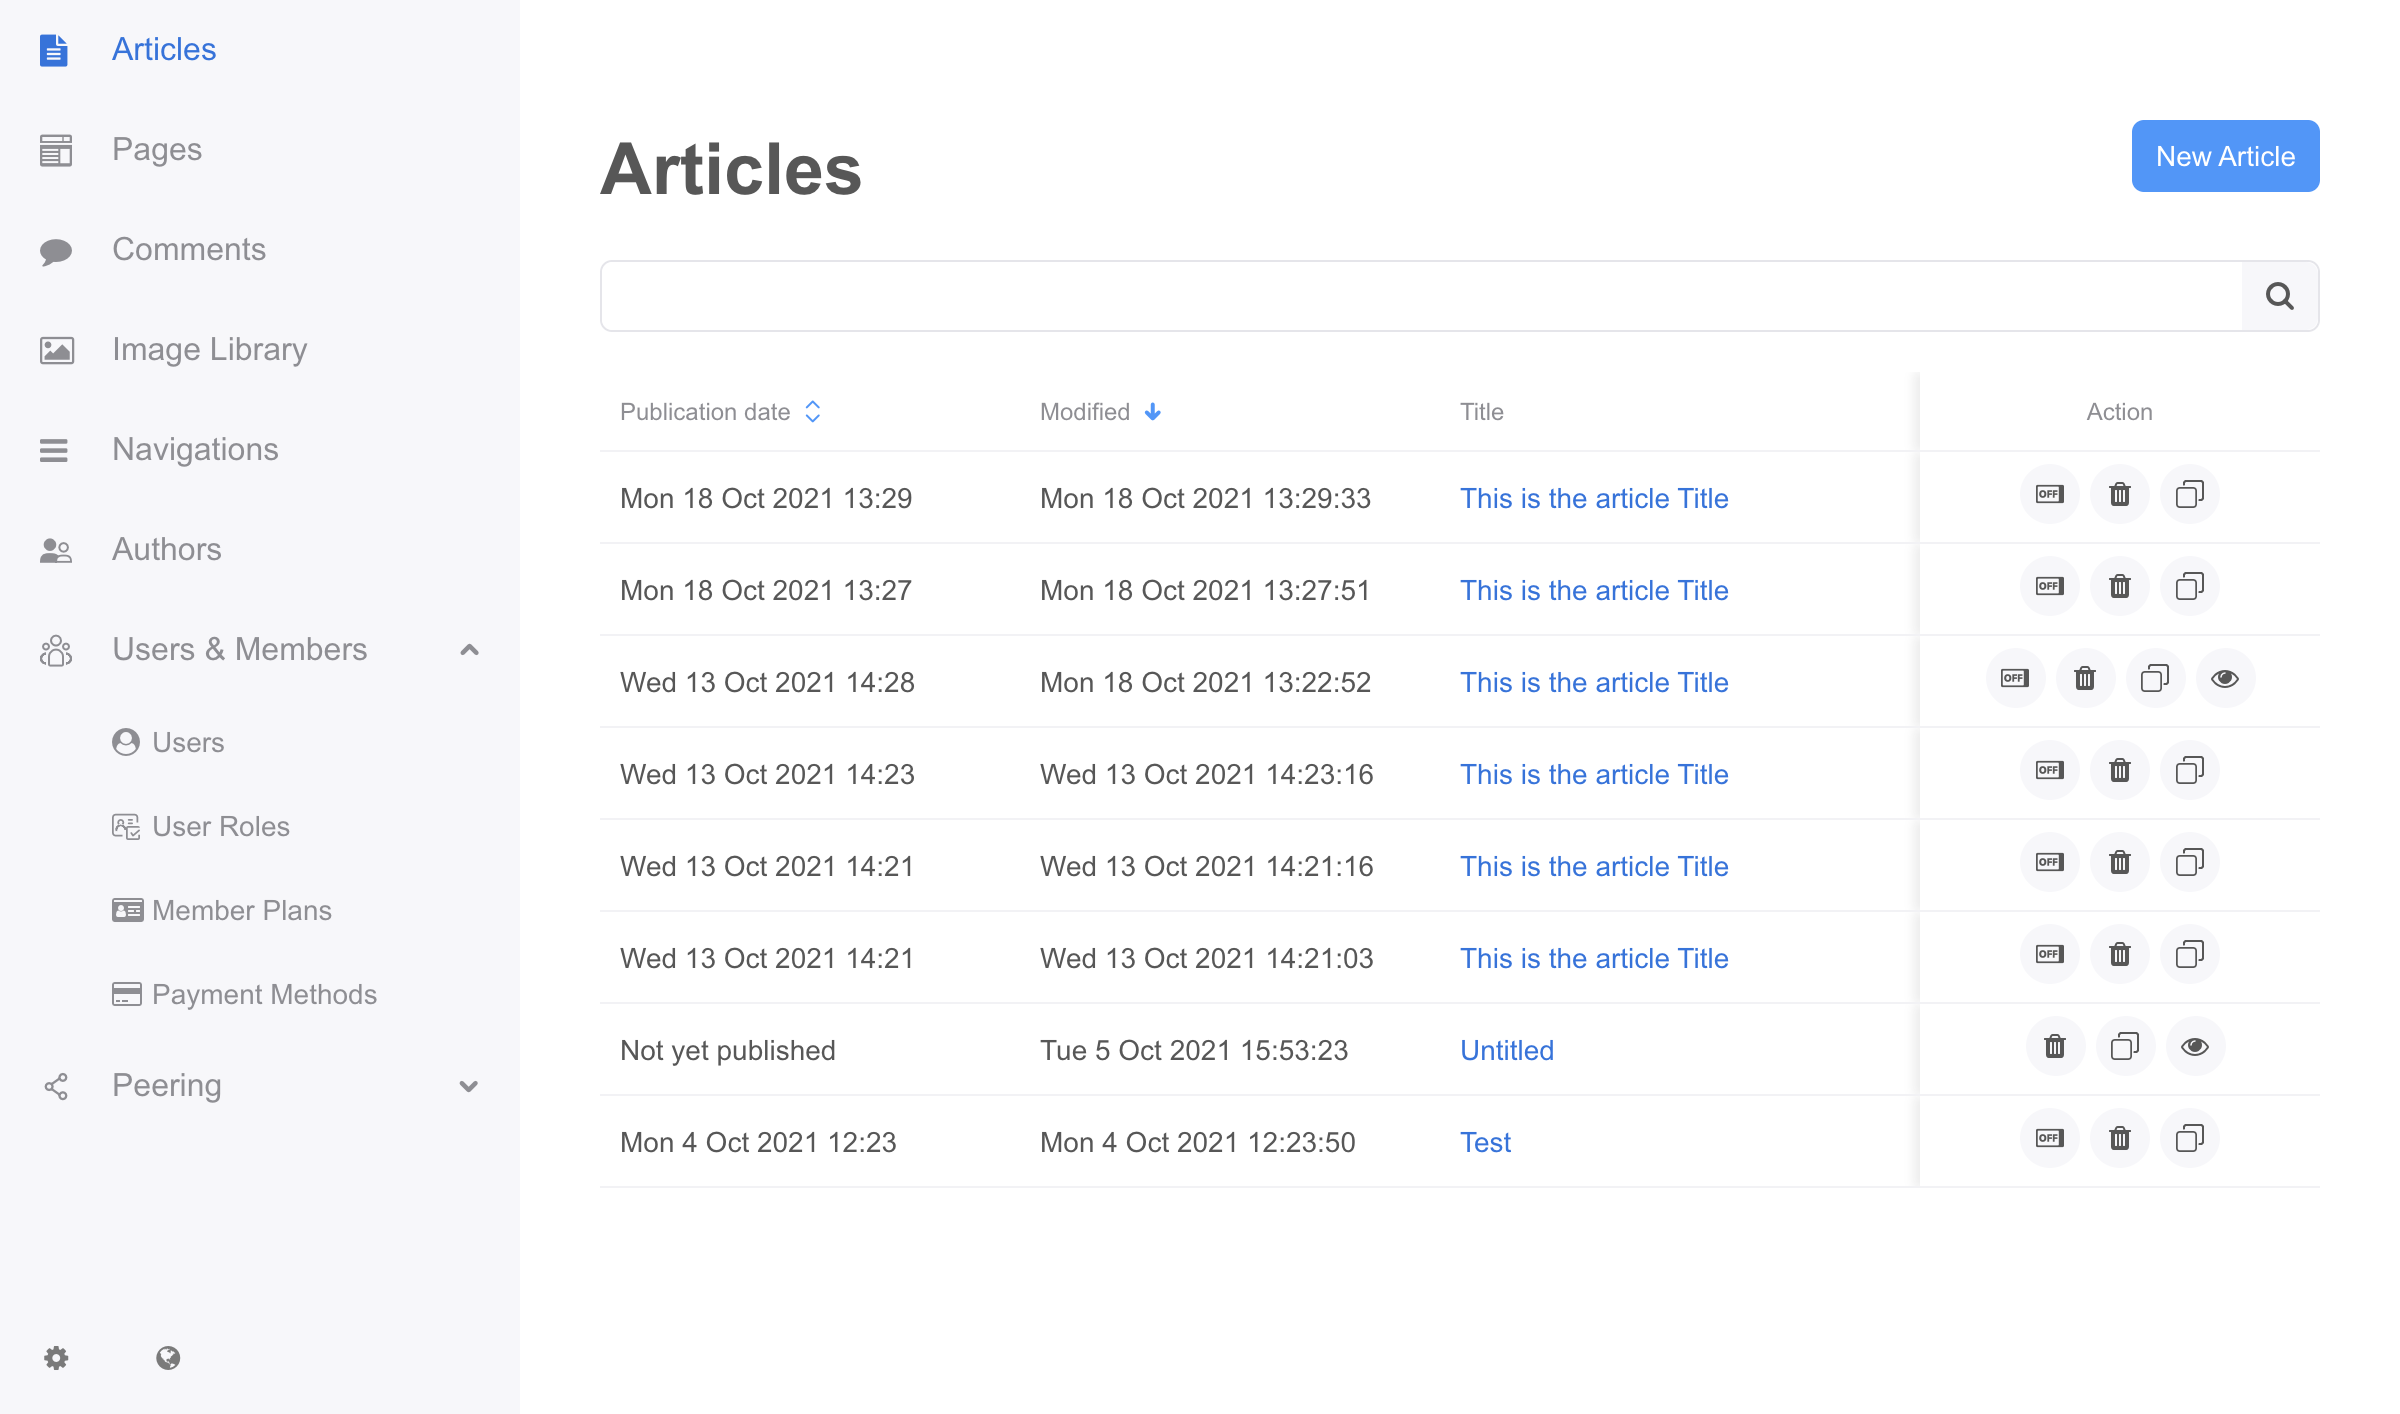 Articles
Pages
Comments
Image Library
Navigations
Authors
Users & Members
Users
User Roles
Member Plans
Payment Methods
Peering
Articles
New Article
Publication date Modified Title Action
Mon 18 Oct 2021 13:29 Mon 18 Oct 2021 13:29:33 This is the article Title OFF
Mon 18 Oct 2021 13:27 Mon 18 Oct 2021 13:27:51 This is the article Title OFF
Wed 13 Oct 2021 14:28 Mon 18 Oct 2021 13:22:52 This is the article Title OFF
Wed 13 Oct 2021 14:23 Wed 13 Oct 2021 14:23:16 This is the article Title OFF
Wed 13 Oct 2021 14:21 Wed 13 Oct 2021 14:21:16 This is the article Title OFF
Wed 13 Oct 2021 14:21 Wed 13 Oct 2021 14:21:03 This is the article Title OFF
Not yet published Tue 5 Oct 2021 15:53:23 Untitled
Mon 4 Oct 2021 12:23 Mon 4 Oct 2021 12:23:50 Test OFF